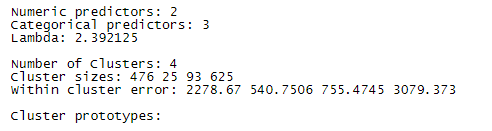 Numeric predictors: 2
Categorical predictors: 3
Lambda: 2.392125
Number of Clusters: 4
Cluster sizes: 476 25 93 625
Within cluster error: 2278.67 540.7506 755.4745 3079.373
Cluster prototypes: